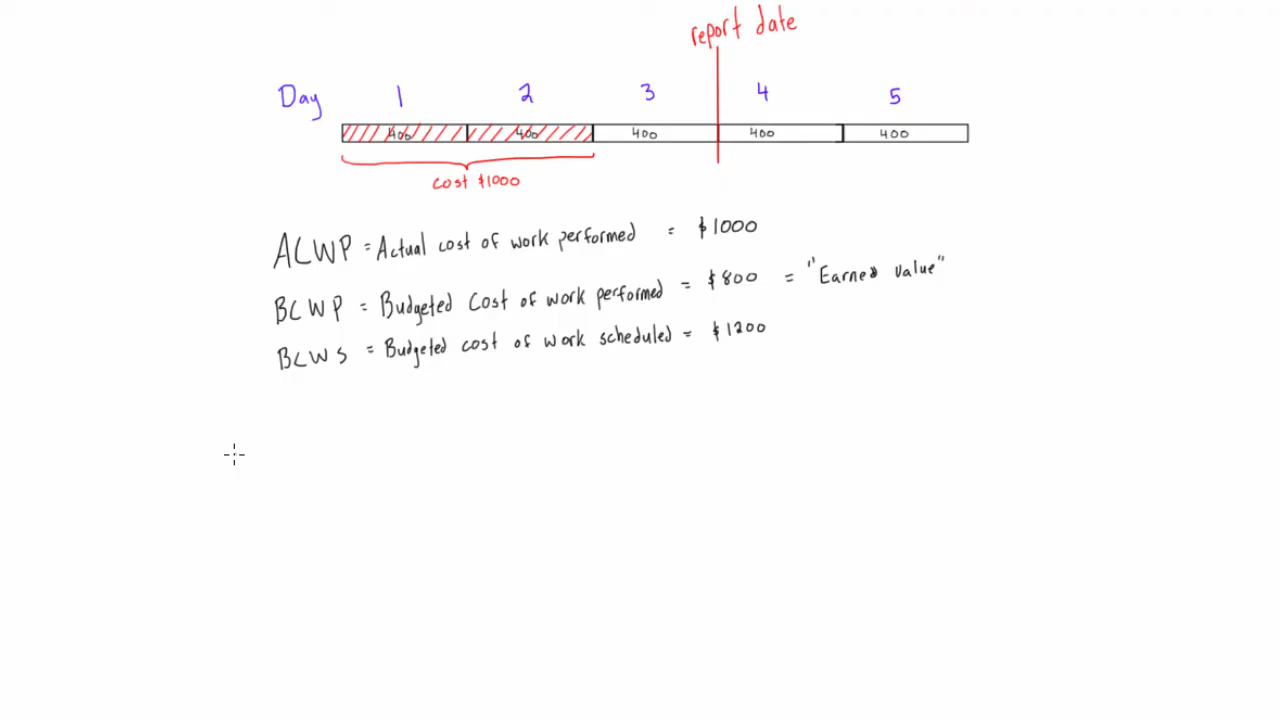 report date
Day 1 2 3 4 5
400 400 400 400 400
cost $1000
ACWP = Actual cost of work performed = $1000
BCWP = Budgeted Cost of work performed = $800 = "Earned value"
BCWS = Budgeted cost of work scheduled = $1200